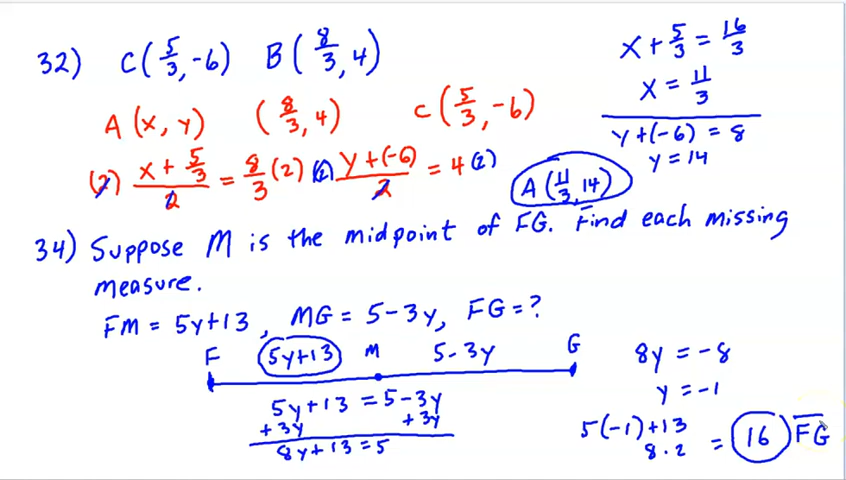 32) C(5/3, -6) B(8/3, 4)
A(x, y) (8/3, 4) C(5/3, -6)
(2) (x + 5/3)/2 = 8/3 (2) (2) (y + (-6))/2 = 4 (2)
x + 5/3 = 16/3
x = 11/3
y + (-6) = 8
y = 14
A(11/3, 14)
34) Suppose M is the midpoint of FG. Find each missing
measure.
FM = 5y+13, MG = 5-3y, FG = ?
F 5y+13 M 5-3y G
5y+13 = 5-3y
+3y +3y
8y+13 = 5
8y = -8
y = -1
5(-1)+13
8·2 = 16 FG